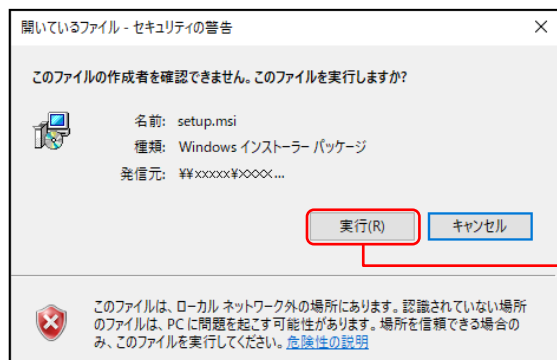 開いているファイル - セキュリティの警告
このファイルの作成者を確認できません。このファイルを実行しますか?
名前: setup.msi
種類: Windows インストーラー パッケージ
発信元: ¥¥xxxxx¥xxxx...
実行(R)
キャンセル
このファイルは、ローカル ネットワーク外の場所にあります。認識されていない場所
のファイルは、PC に問題を起こす可能性があります。場所を信頼できる場合の
み、このファイルを実行してください。危険性の説明